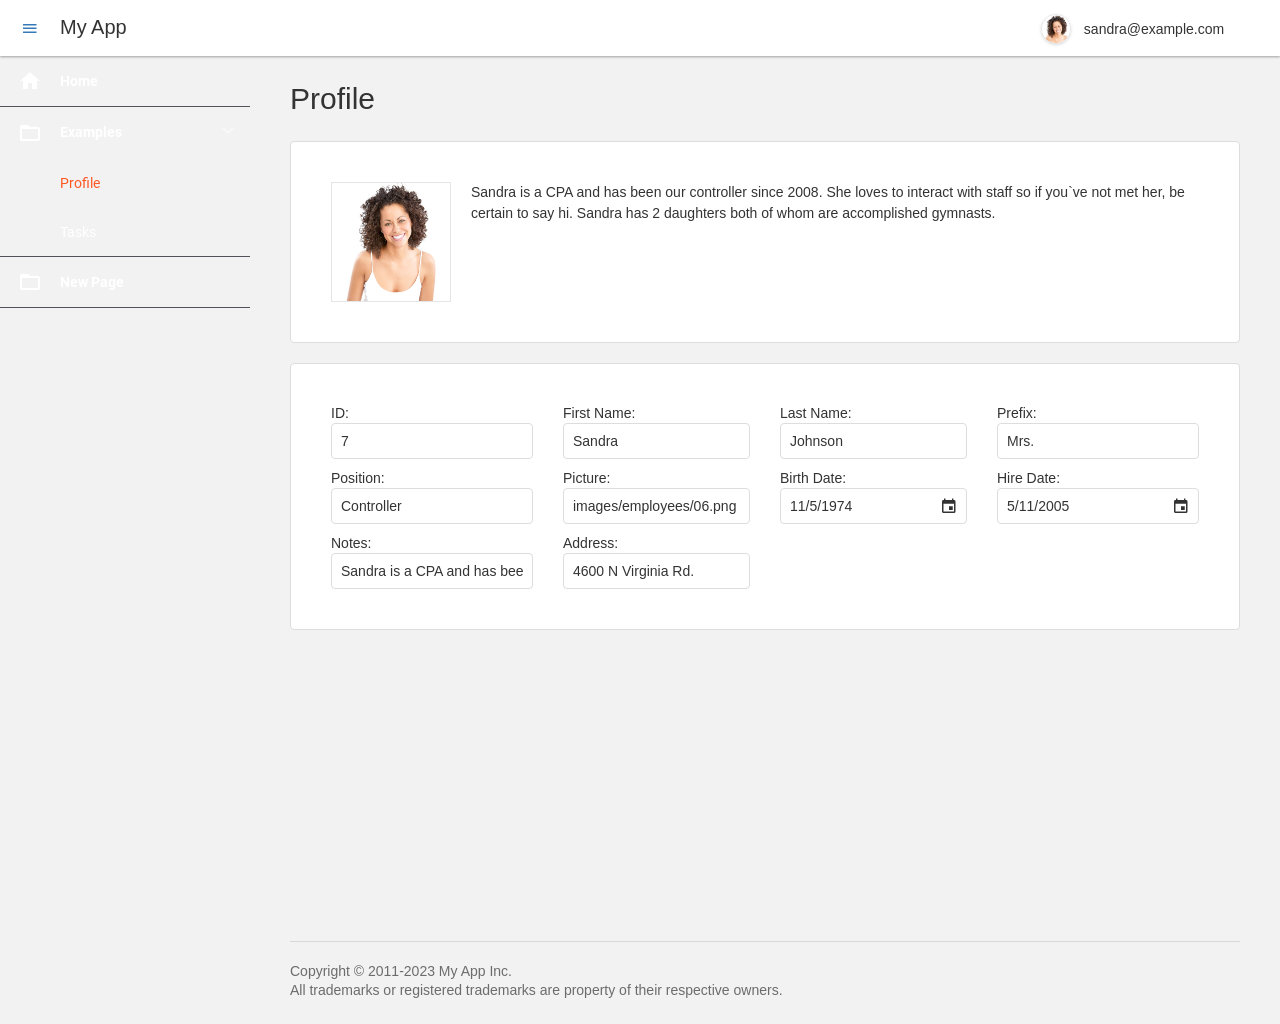 My App
sandra@example.com
Home
Examples
Profile
Tasks
New Page
Profile
Sandra is a CPA and has been our controller since 2008. She loves to interact with staff so if you`ve not met her, be
certain to say hi. Sandra has 2 daughters both of whom are accomplished gymnasts.
ID:
First Name:
Last Name:
Prefix:
7
Sandra
Johnson
Mrs.
Position:
Picture:
Birth Date:
Hire Date:
Controller
images/employees/06.png
11/5/1974
5/11/2005
Notes:
Address:
Sandra is a CPA and has bee
4600 N Virginia Rd.
Copyright © 2011-2023 My App Inc.
All trademarks or registered trademarks are property of their respective owners.